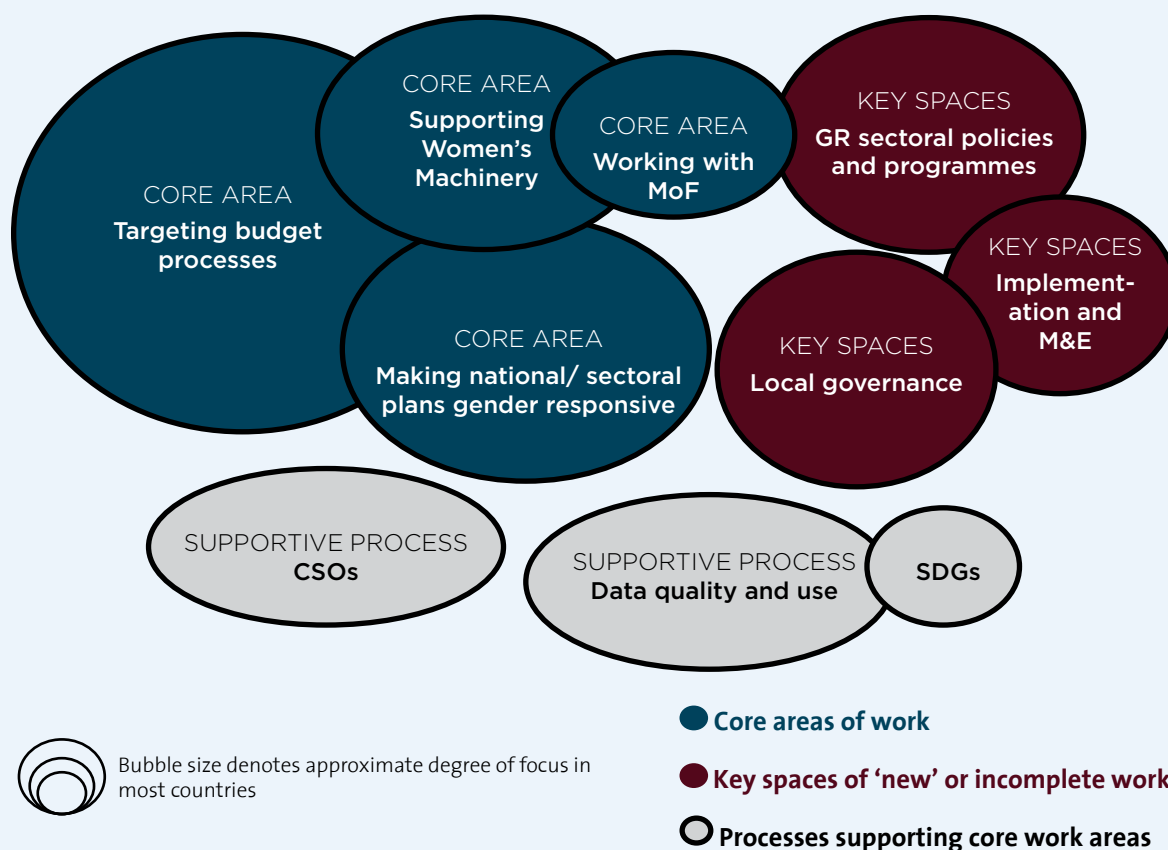 CORE AREA
Targeting budget
processes
CORE AREA
Supporting
Women's
Machinery
CORE AREA
Working with
MoF
CORE AREA
Making national/ sectoral
plans gender responsive
KEY SPACES
GR sectoral policies
and programmes
KEY SPACES
Implement-
ation and
M&E
KEY SPACES
Local governance
SUPPORTIVE PROCESS
CSOs
SUPPORTIVE PROCESS
Data quality and use
SDGs
Bubble size denotes approximate degree of focus in
most countries
Core areas of work
Key spaces of ‘new’ or incomplete work
Processes supporting core work areas